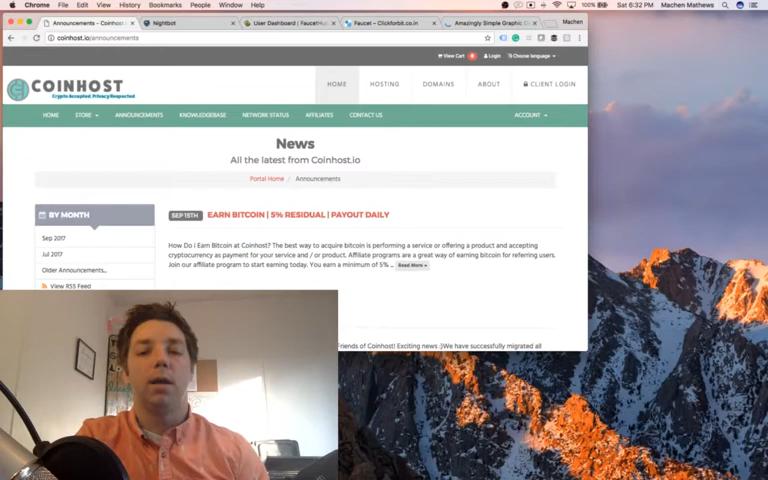 Chrome File Edit View History Bookmarks People Window Help 100% Sat 6:32 PM Machen Mathews
Announcements - Coinhost Nightbot User Dashboard | FaucetHu Faucet – Clickforbit.co.in Amazingly Simple Graphic De Machen
coinhost.io/announcements
View Cart 0 Login Choose language
COINHOST
Crypto Accepted. Privacy Respected
HOME HOSTING DOMAINS ABOUT CLIENT LOGIN
HOME STORE ANNOUNCEMENTS KNOWLEDGEBASE NETWORK STATUS AFFILIATES CONTACT US ACCOUNT
News
All the latest from Coinhost.io
Portal Home / Announcements
BY MONTH
Sep 2017
Jul 2017
Older Announcements...
View RSS Feed
SEP 15TH EARN BITCOIN | 5% RESIDUAL | PAYOUT DAILY
How Do I Earn Bitcoin at Coinhost? The best way to acquire bitcoin is performing a service or offering a product and accepting
cryptocurrency as payment for your service and / or product. Affiliate programs are a great way of earning bitcoin for referring users.
Join our affiliate program to start earning today. You earn a minimum of 5% ... Read More »
Friends of Coinhost! Exciting news :)We have successfully migrated all